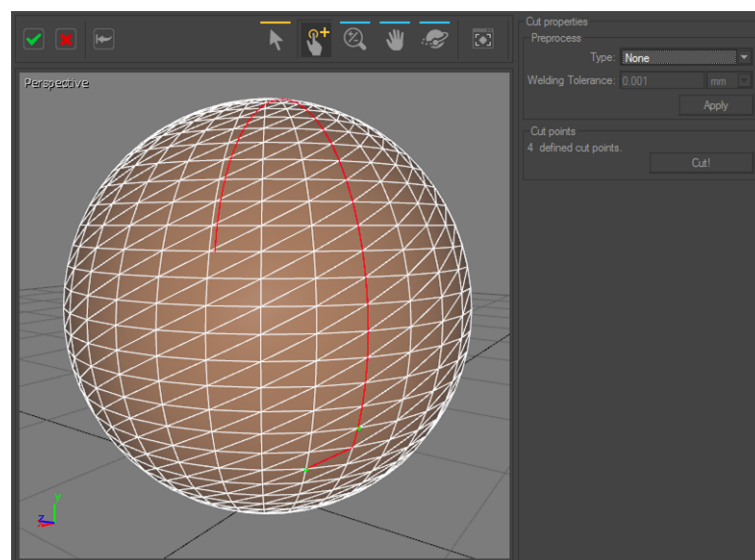 Cut properties
Preprocess
Type: None
Welding Tolerance: 0.001 mm
Apply
Cut points
4 defined cut points.
Cut!
Perspective
y
z